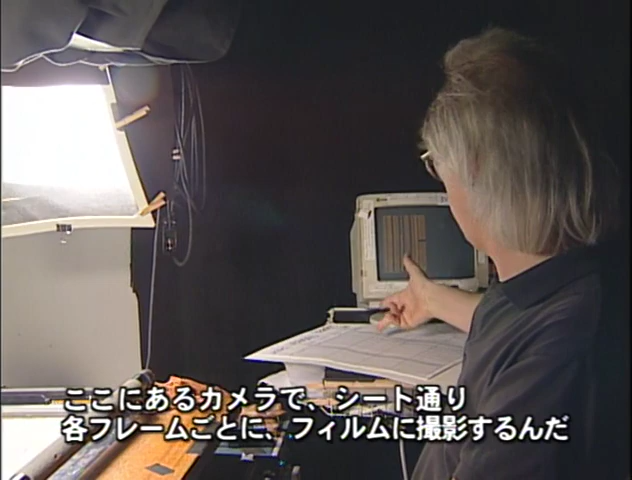 ここにあるカメラで、シート通り
各フレームごとに、フィルムに撮影するんだ